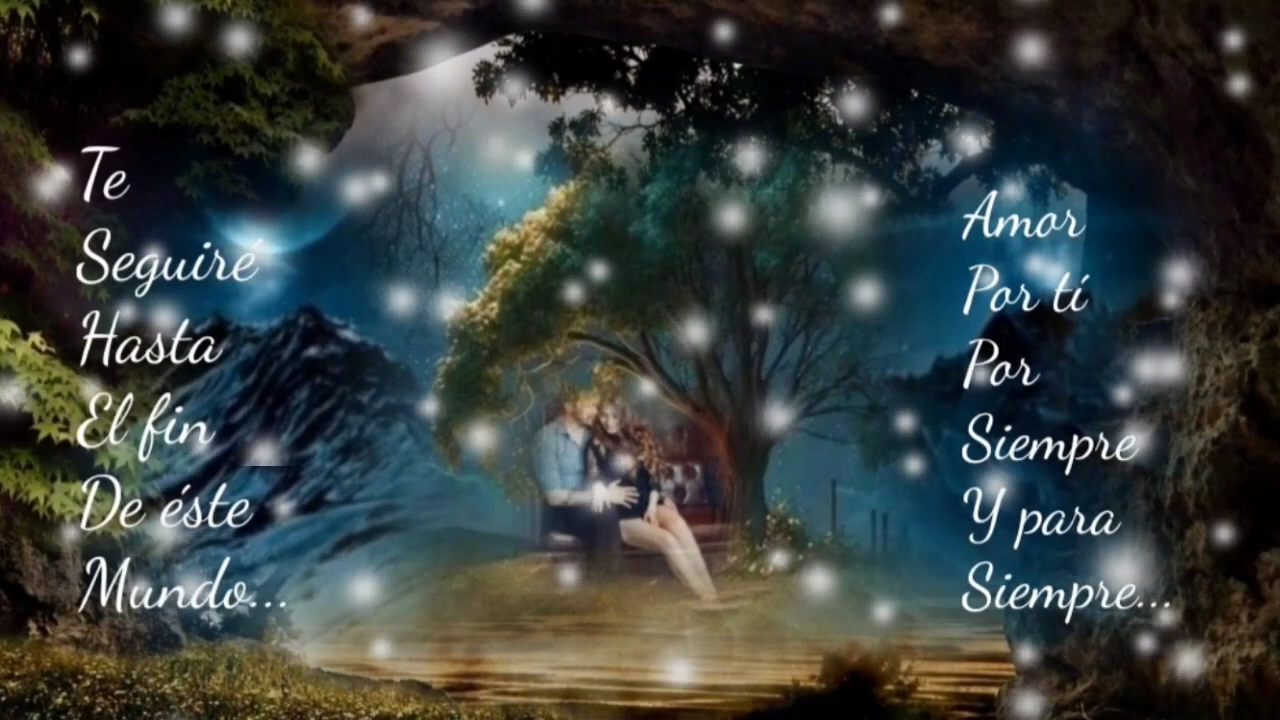 Te
Seguiré
Hasta
El fin
De éste
Mundo...
Amor
Por tí
Por
Siempre
Y para
Siempre...